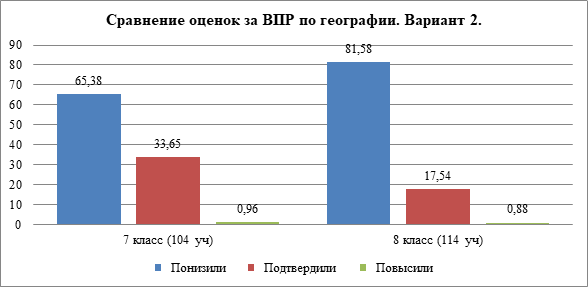 Сравнение оценок за ВПР по географии. Вариант 2.
90
80
70
60
50
40
30
20
10
0
65,38
33,65
0,96
81,58
17,54
0,88
7 класс (104 уч)
8 класс (114 уч)
Понизили
Подтвердили
Повысили